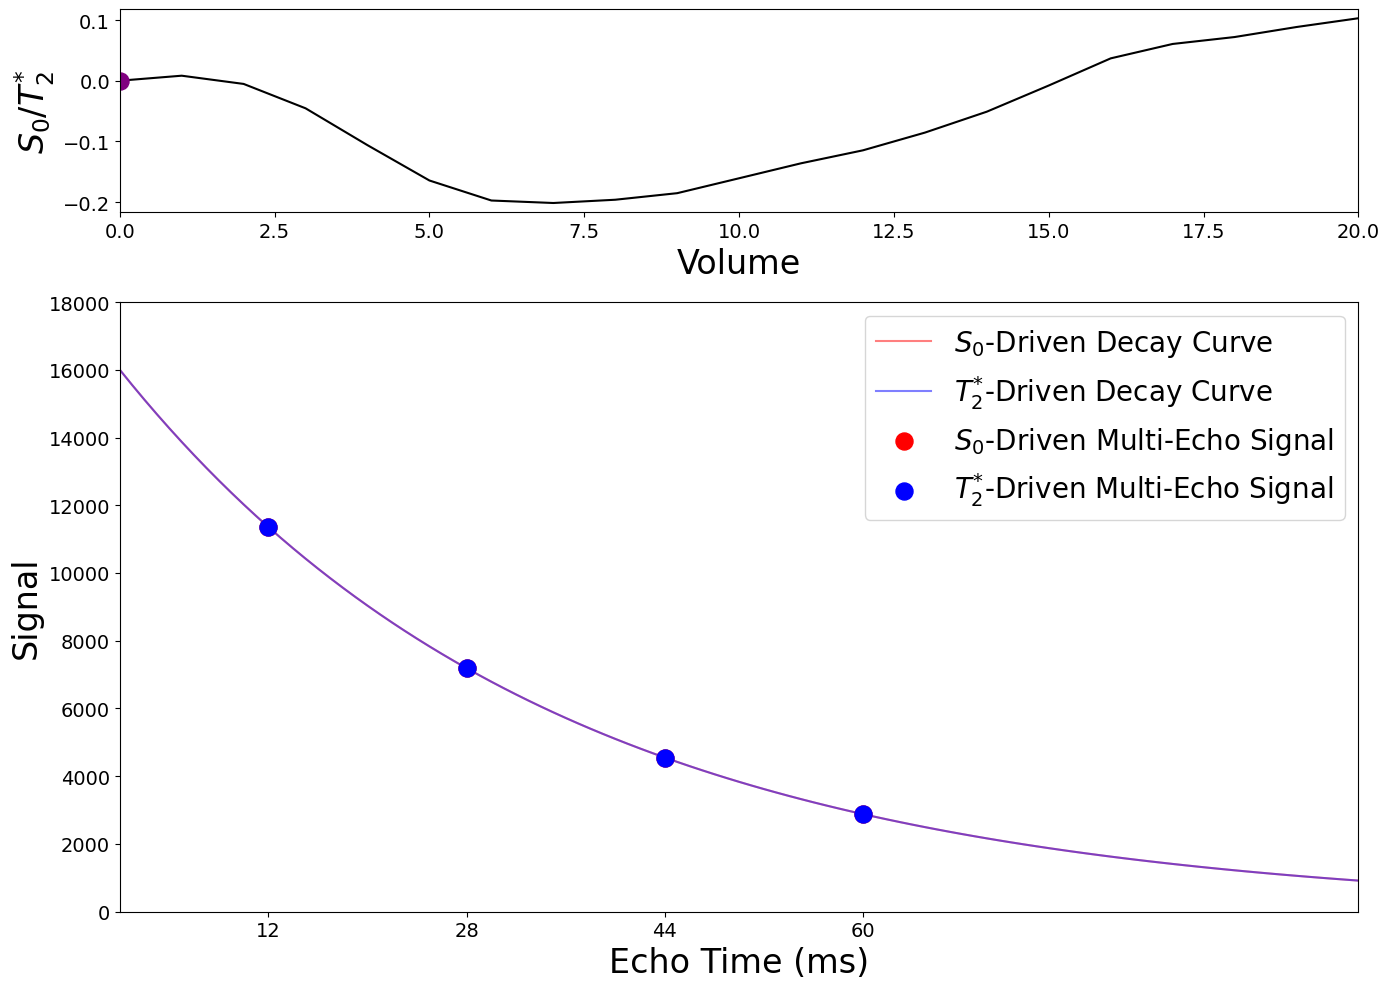 0.1
0.0
−0.1
−0.2
S₀/T₂*
0.0 2.5 5.0 7.5 10.0 12.5 15.0 17.5 20.0
Volume
18000
16000
14000
12000
10000
8000
6000
4000
2000
0
Signal
S₀-Driven Decay Curve
T₂*-Driven Decay Curve
S₀-Driven Multi-Echo Signal
T₂*-Driven Multi-Echo Signal
12 28 44 60
Echo Time (ms)